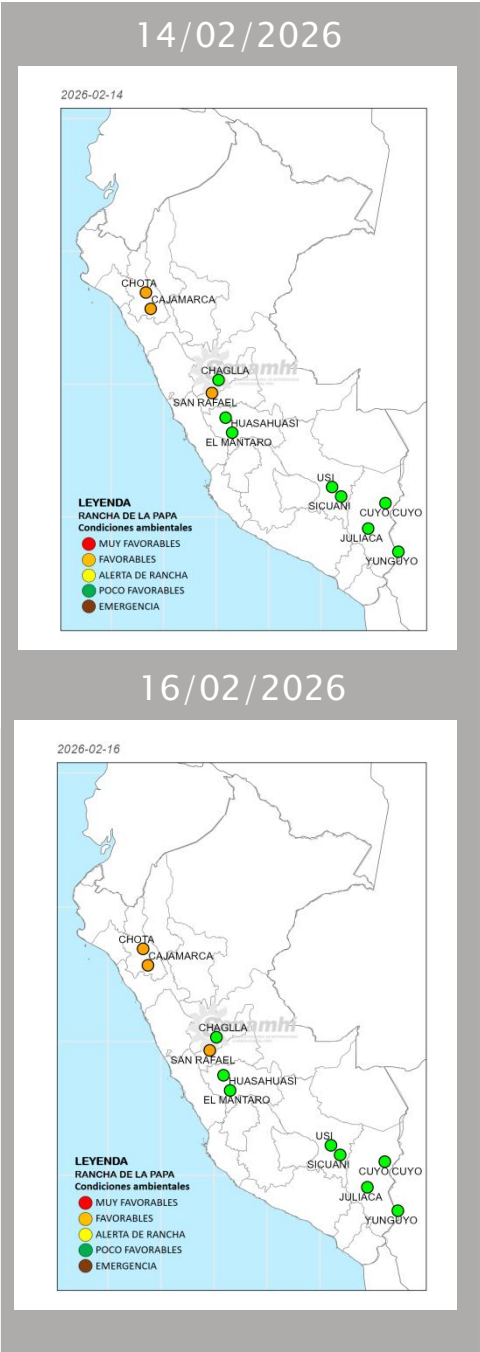 14/02/2026
2026-02-14
CHOTA
CAJAMARCA
Senamhi
CHAGLLA
SAN RAFAEL
HUASAHUASI
EL MANTARO
USI
SICUANI
CUYO CUYO
JULIACA
YUNGUYO
LEYENDA
RANCHA DE LA PAPA
Condiciones ambientales
MUY FAVORABLES
FAVORABLES
ALERTA DE RANCHA
POCO FAVORABLES
EMERGENCIA
16/02/2026
2026-02-16
CHOTA
CAJAMARCA
Senamhi
CHAGLLA
SAN RAFAEL
HUASAHUASI
EL MANTARO
USI
SICUANI
CUYO CUYO
JULIACA
YUNGUYO
LEYENDA
RANCHA DE LA PAPA
Condiciones ambientales
MUY FAVORABLES
FAVORABLES
ALERTA DE RANCHA
POCO FAVORABLES
EMERGENCIA